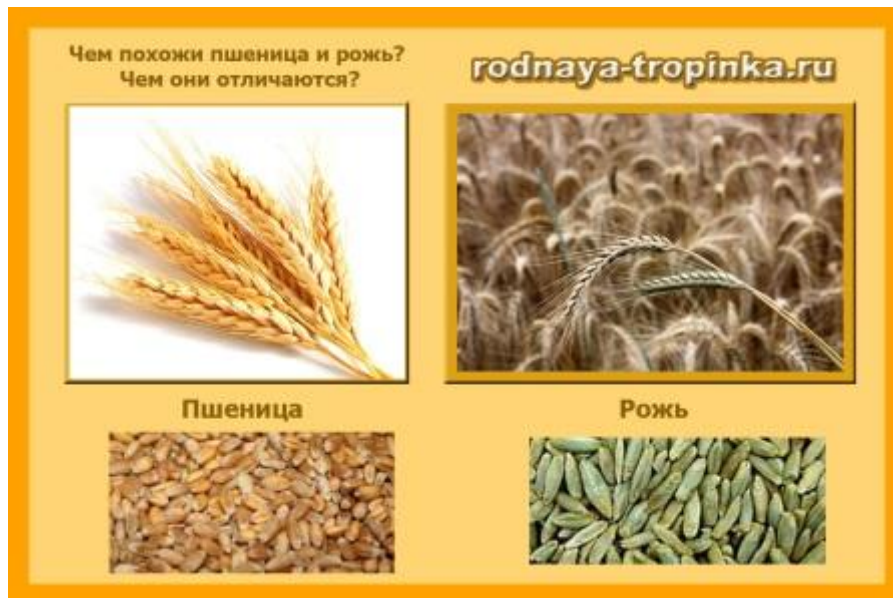 Чем похожи пшеница и рожь?
Чем они отличаются?
rodnaya-tropinka.ru
Пшеница
Рожь